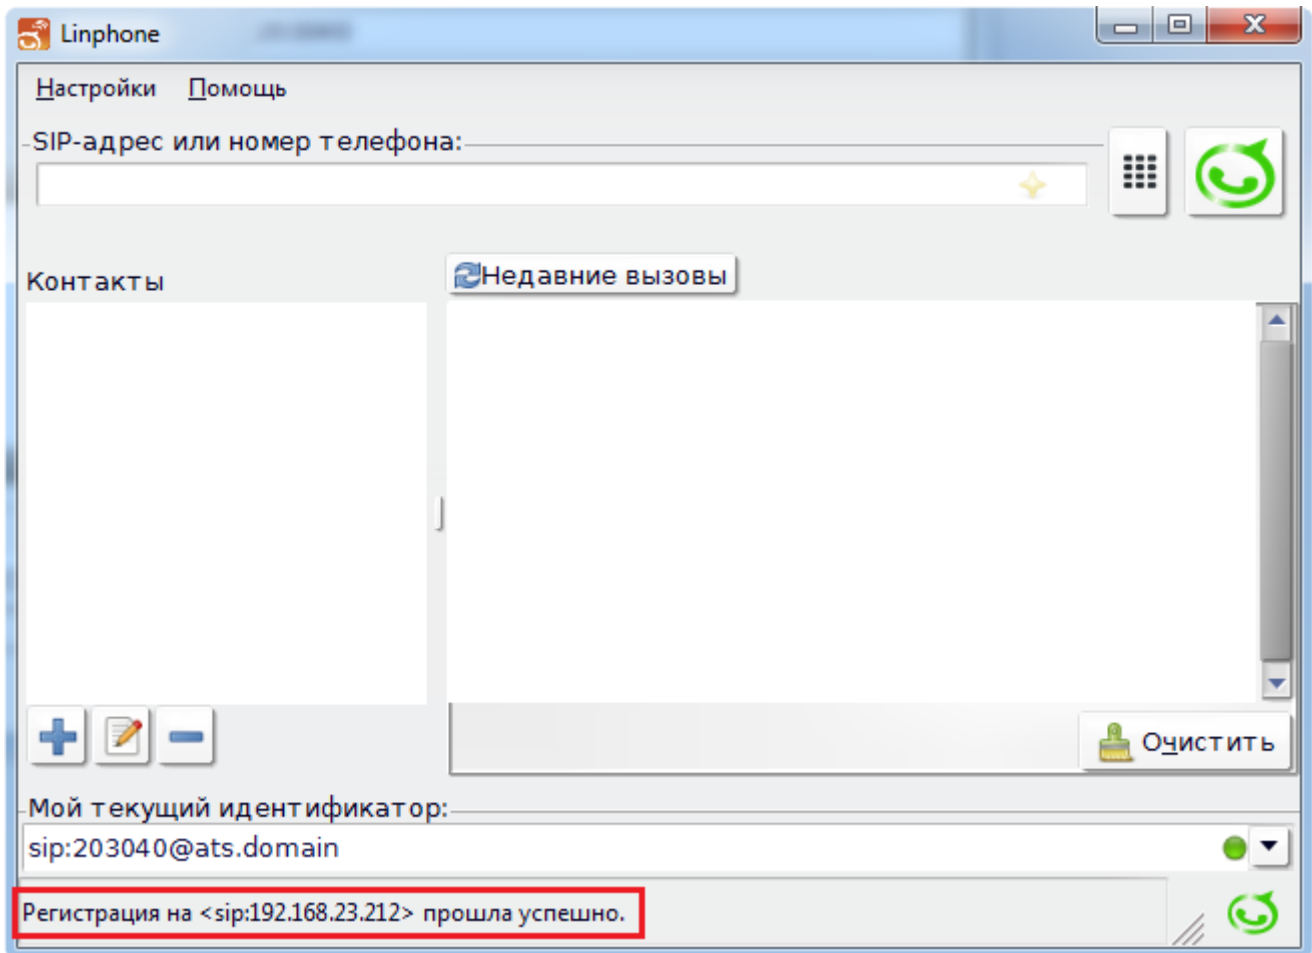 Linphone
Настройки Помощь
SIP-адрес или номер телефона:
Контакты
Недавние вызовы
Очистить
Мой текущий идентификатор:
sip:203040@ats.domain
Регистрация на <sip:192.168.23.212> прошла успешно.